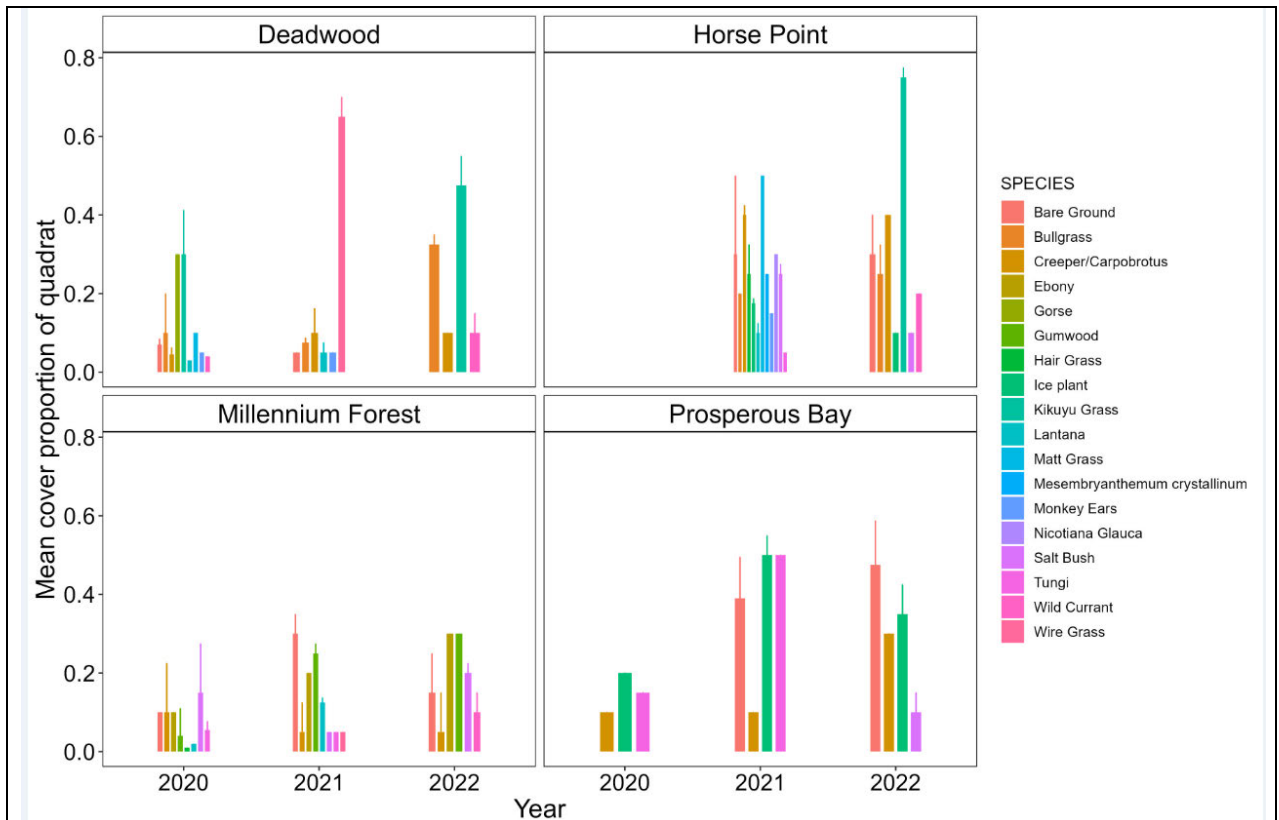 Deadwood
Horse Point
Mean cover proportion of quadrat
0.8
0.6
0.4
0.2
0.0
Millennium Forest
Prosperous Bay
0.8
0.6
0.4
0.2
0.0
2020
2021
2022
2020
2021
2022
Year
SPECIES
Bare Ground
Bullgrass
Creeper/Carpobrotus
Ebony
Gorse
Gumwood
Hair Grass
Ice plant
Kikuyu Grass
Lantana
Matt Grass
Mesembryanthemum crystallinum
Monkey Ears
Nicotiana Glauca
Salt Bush
Tungi
Wild Currant
Wire Grass